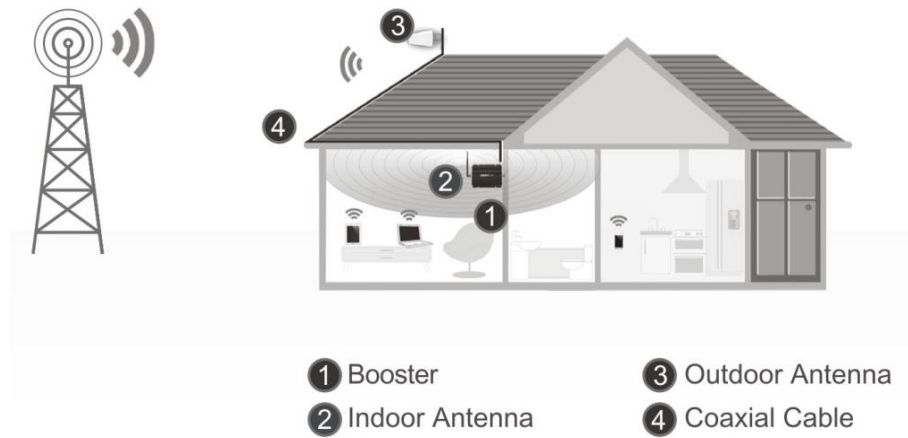 3
4
2
1
1 Booster
3 Outdoor Antenna
2 Indoor Antenna
4 Coaxial Cable